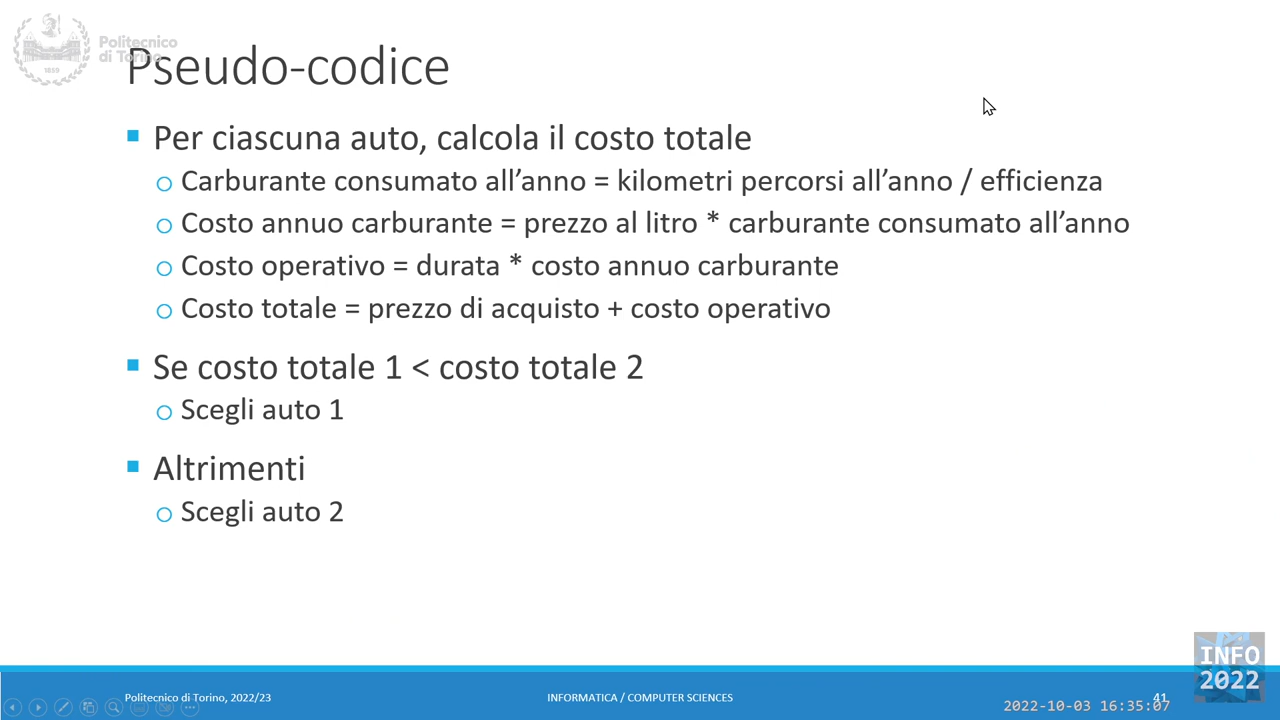 Politecnico
di Torino
1859
Pseudo-codice
Per ciascuna auto, calcola il costo totale
Carburante consumato all’anno = kilometri percorsi all’anno / efficienza
Costo annuo carburante = prezzo al litro * carburante consumato all’anno
Costo operativo = durata * costo annuo carburante
Costo totale = prezzo di acquisto + costo operativo
Se costo totale 1 < costo totale 2
Scegli auto 1
Altrimenti
Scegli auto 2
INFO
2022
Politecnico di Torino, 2022/23
INFORMATICA / COMPUTER SCIENCES
41
2022-10-03 16:35:07